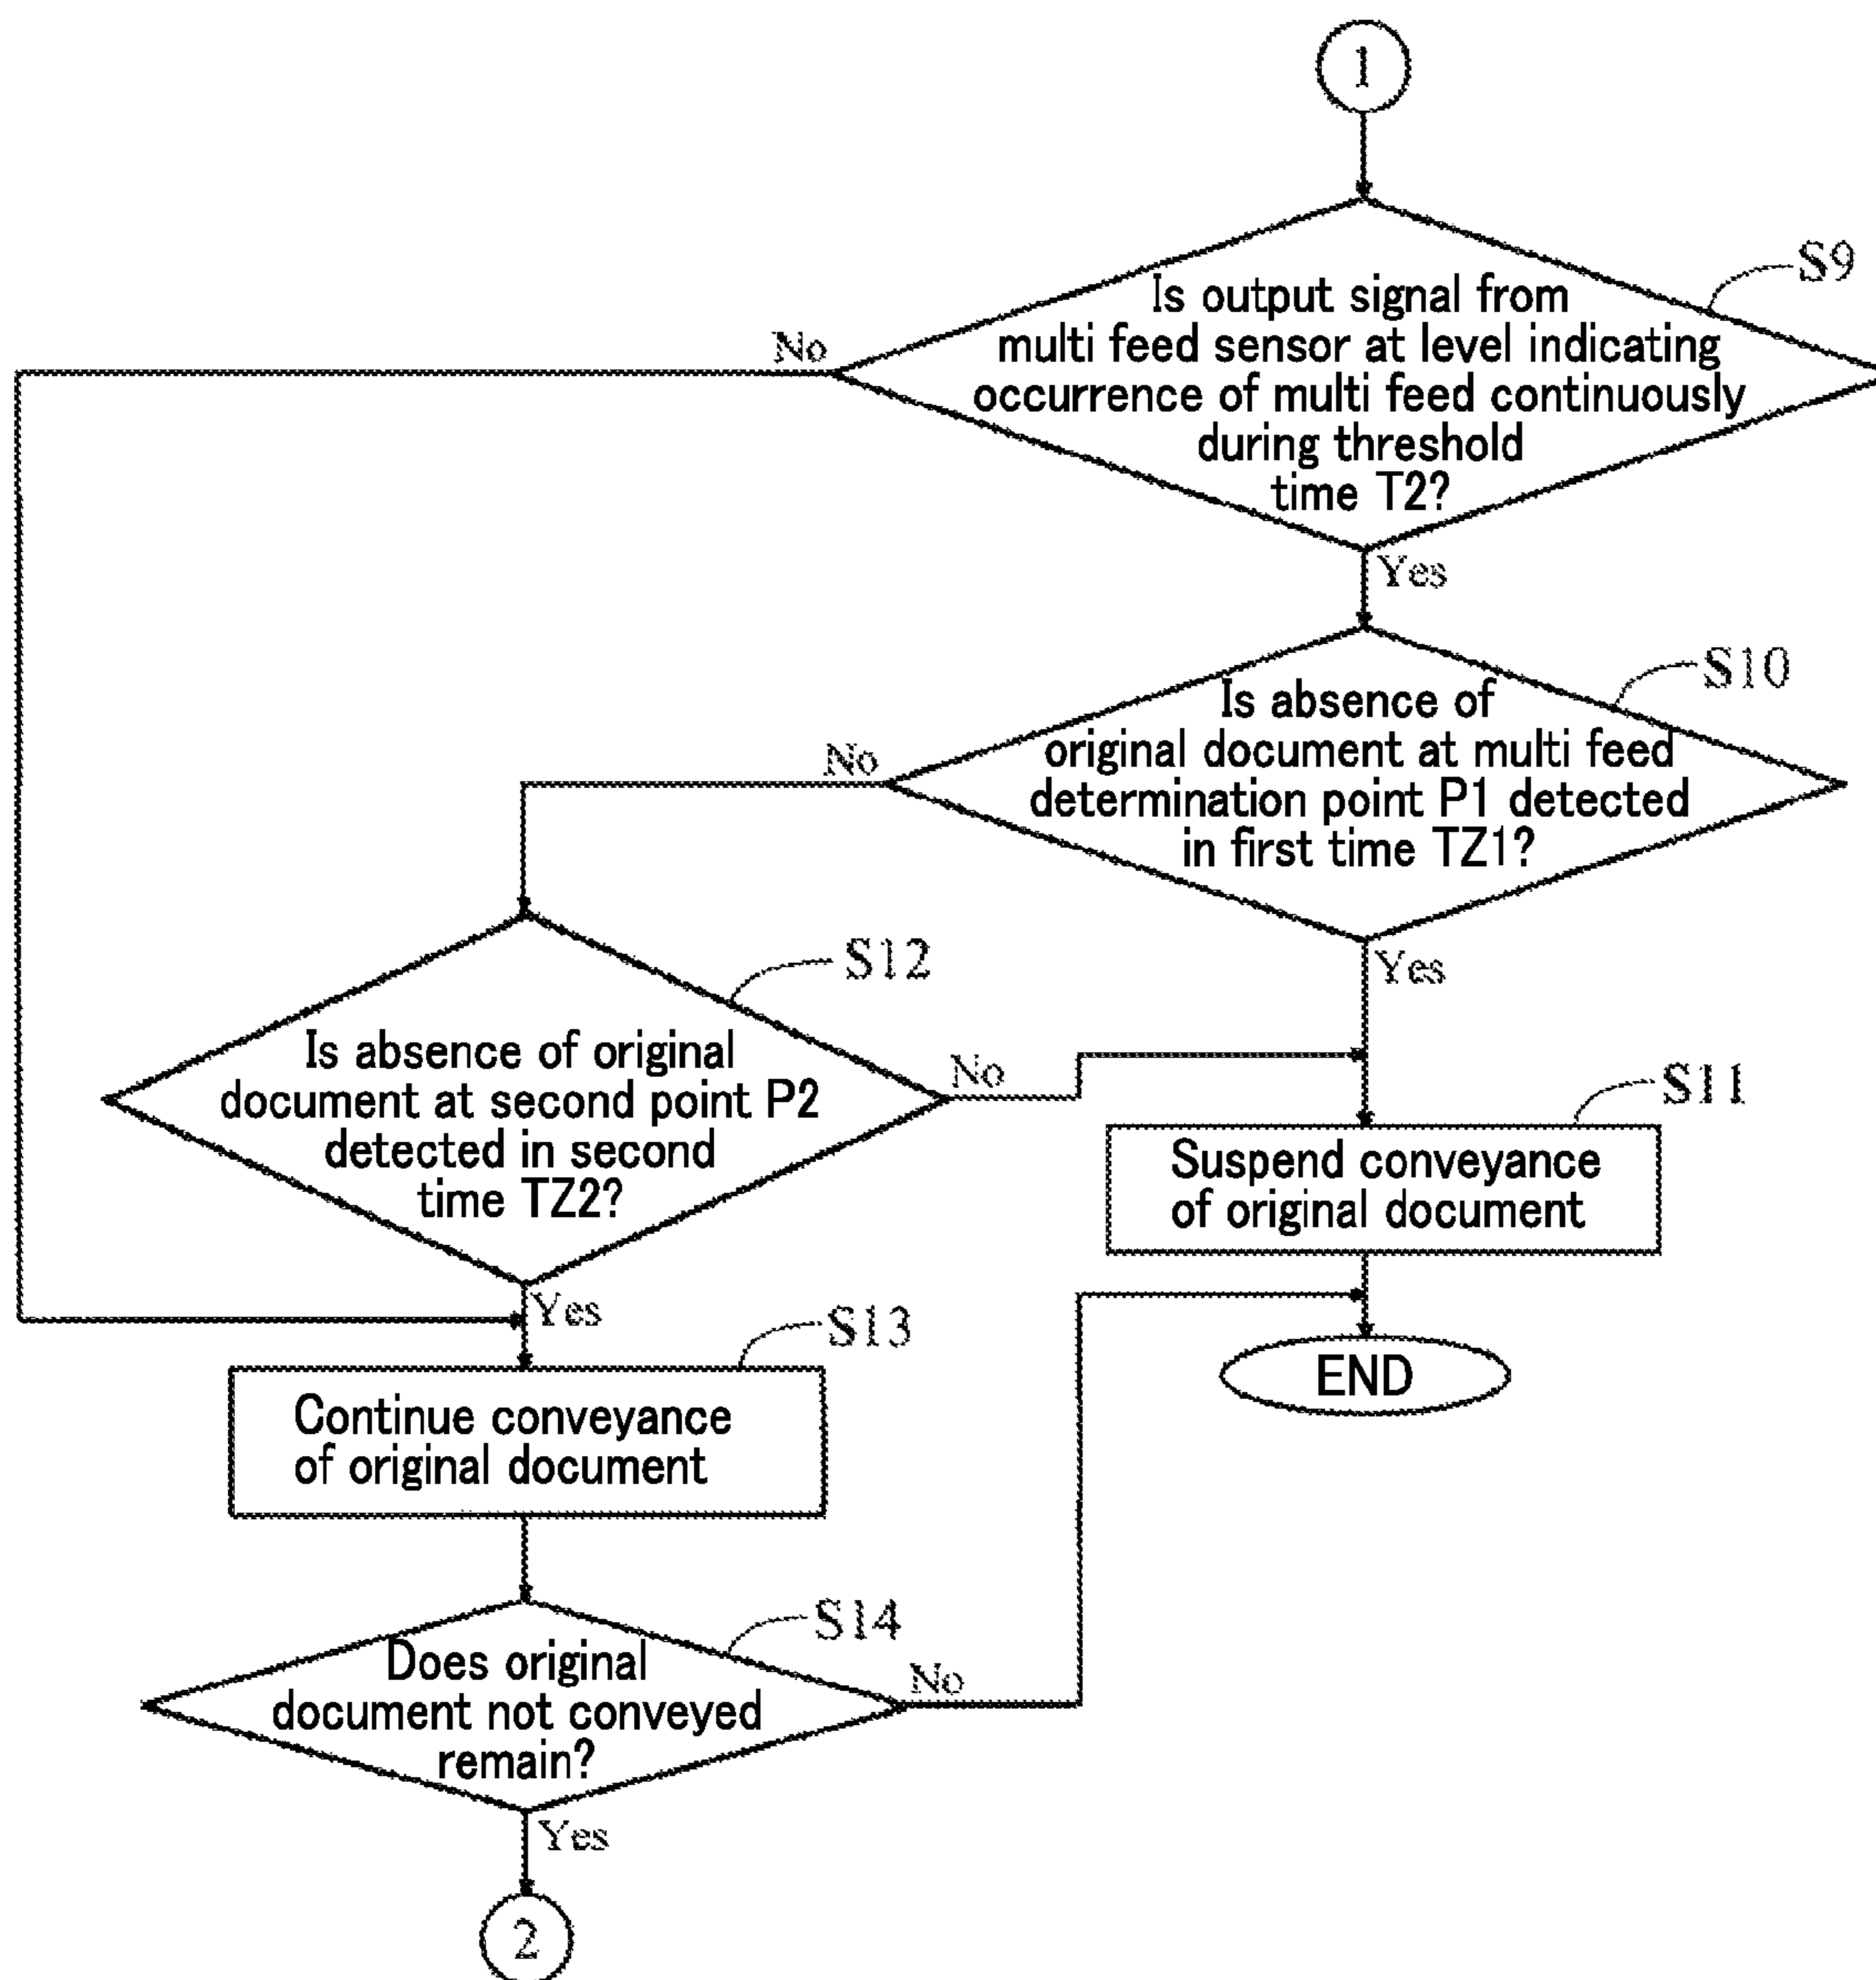 1
S9
Is output signal from
multi feed sensor at level indicating
occurrence of multi feed continuously
during threshold
time T2?
No
Yes
S10
Is absence of
original document at multi feed
determination point P1 detected
in first time TZ1?
No
Yes
S12
Is absence of original
document at second point P2
detected in second
time TZ2?
No
Yes
S11
Suspend conveyance
of original document
END
S13
Continue conveyance
of original document
S14
Does original
document not conveyed
remain?
No
Yes
2